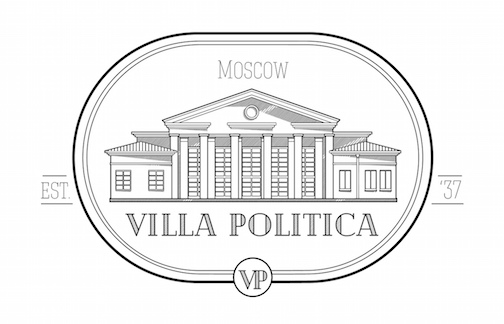 Moscow
EST. '37
VILLA POLITICA
VP